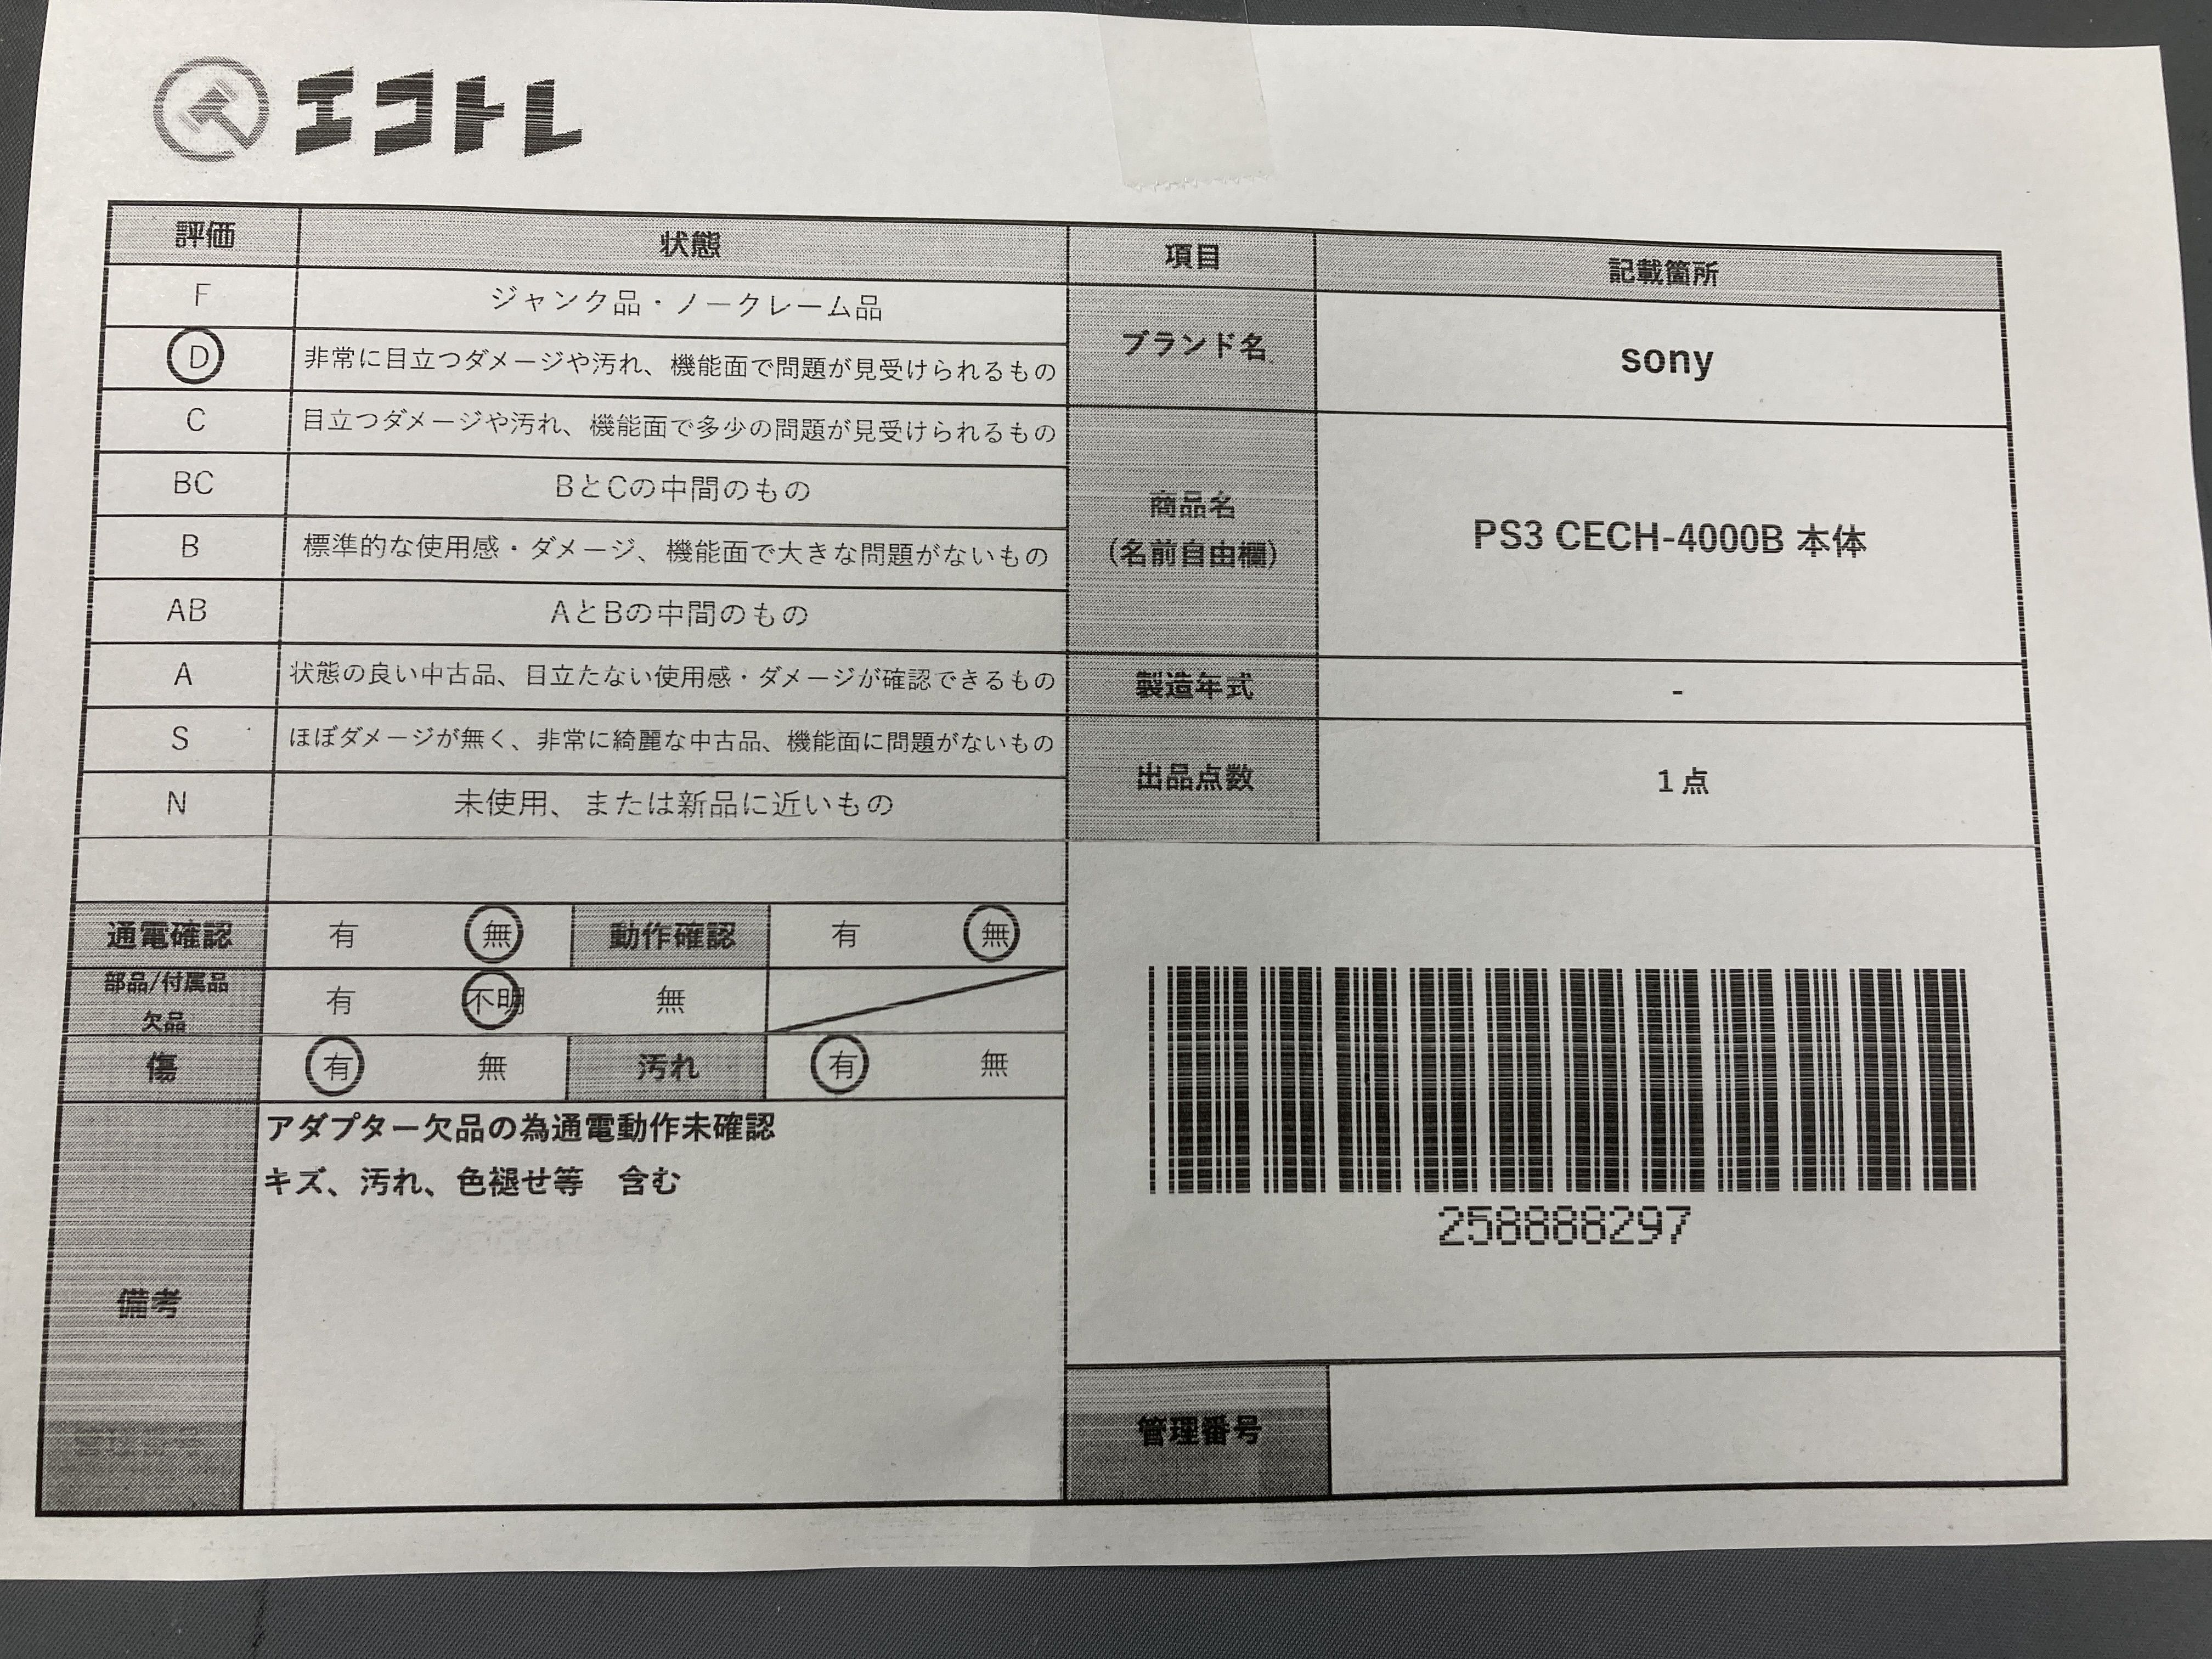 エコトレ
評価 状態 項目 記載箇所
F ジャンク品・ノークレーム品
D 非常に目立つダメージや汚れ、機能面で問題が見受けられるもの
ブランド名 sony
C 目立つダメージや汚れ、機能面で多少の問題が見受けられるもの
BC BとCの中間のもの
商品名
(名前自由欄)
PS3 CECH-4000B 本体
B 標準的な使用感・ダメージ、機能面で大きな問題がないもの
AB AとBの中間のもの
A 状態の良い中古品、目立たない使用感・ダメージが確認できるもの
製造年式 -
S ほぼダメージが無く、非常に綺麗な中古品、機能面に問題がないもの
出品点数 1点
N 未使用、または新品に近いもの
通電確認 有 無 動作確認 有 無
部品/付属品
欠品
有 不明 無
傷 有 無 汚れ 有 無
備考
アダプター欠品の為通電動作未確認
キズ、汚れ、色褪せ等 含む
258888297
管理番号